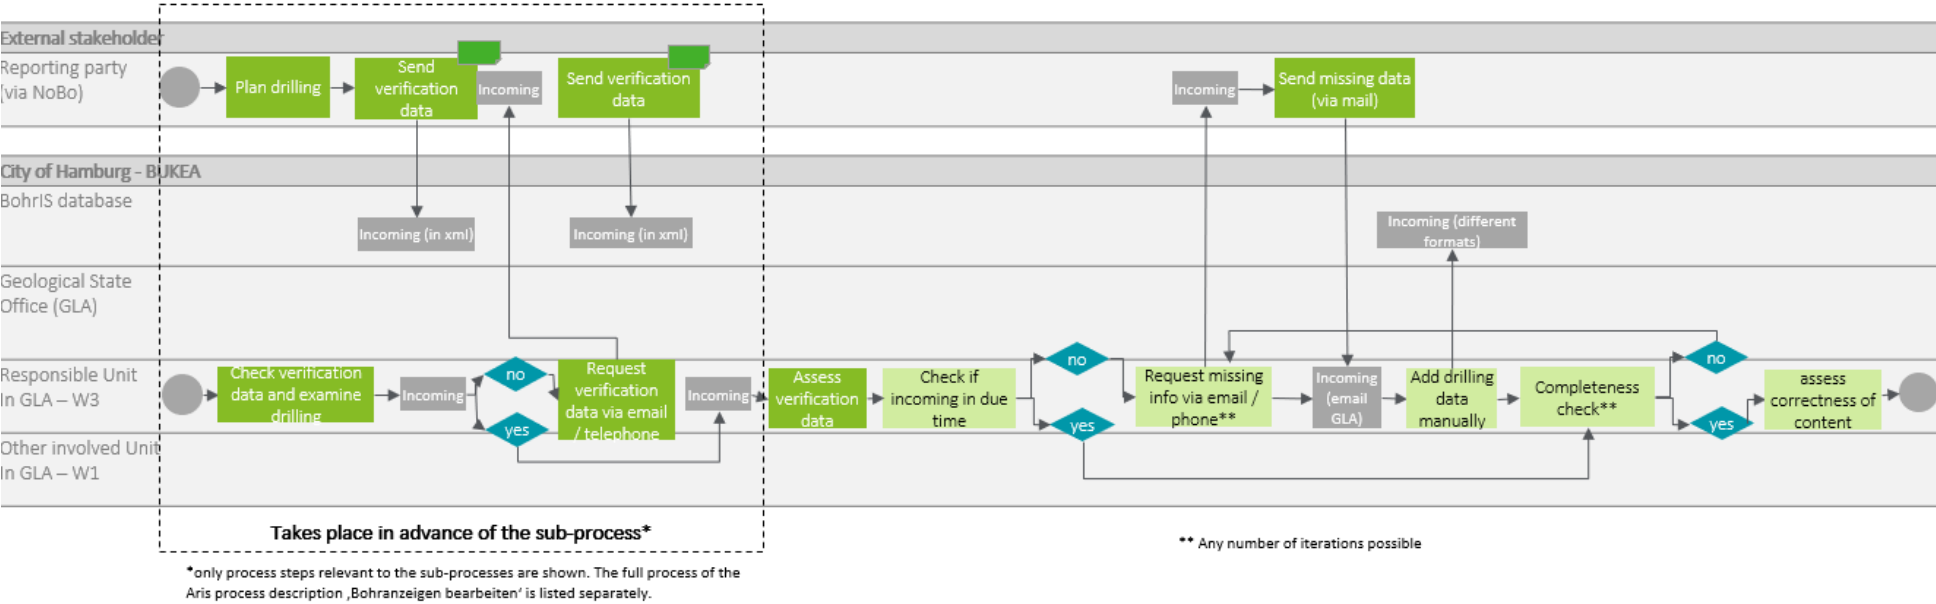 External stakeholder
Reporting party
(via NoBo)
Plan drilling
Send
verification
data
Incoming
Send verification
data
Incoming
Send missing data
(via mail)
City of Hamburg - BUKEA
BohrIS database
Incoming (in xml)
Incoming (in xml)
Incoming (different
formats)
Geological State
Office (GLA)
Responsible Unit
In GLA – W3
Check verification
data and examine
drilling
Incoming
no
yes
Request
verification
data via email
/ telephone
Incoming
Assess
verification
data
Check if
incoming in due
time
no
yes
Request missing
info via email /
phone**
Incoming
(email
GLA)
Add drilling
data
manually
Completeness
check**
no
yes
assess
correctness of
content
Other involved Unit
In GLA – W1
Takes place in advance of the sub-process*
** Any number of iterations possible
*only process steps relevant to the sub-processes are shown. The full process of the
Aris process description ‚Bohranzeigen bearbeiten‘ is listed separately.